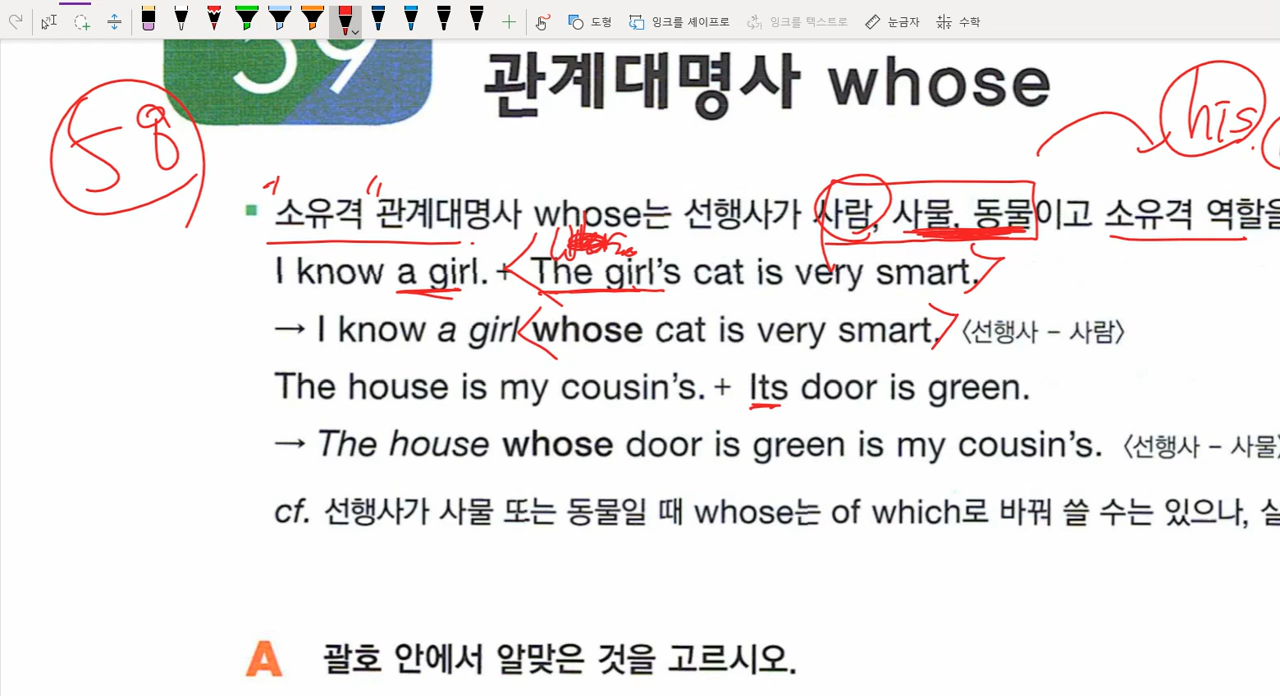 도형 잉크를 셰이프로 잉크를 텍스트로 눈금자 수학
59 관계대명사 whose
58
his.
소유격 관계대명사 whose는 선행사가 사람, 사물, 동물이고 소유격 역할을
I know a girl. + The girl's cat is very smart.
→ I know a girl whose cat is very smart. 〈선행사 – 사람〉
The house is my cousin's. + Its door is green.
→ The house whose door is green is my cousin's. 〈선행사 – 사물〉
cf. 선행사가 사물 또는 동물일 때 whose는 of which로 바꿔 쓸 수는 있으나, 실
A 괄호 안에서 알맞은 것을 고르시오.